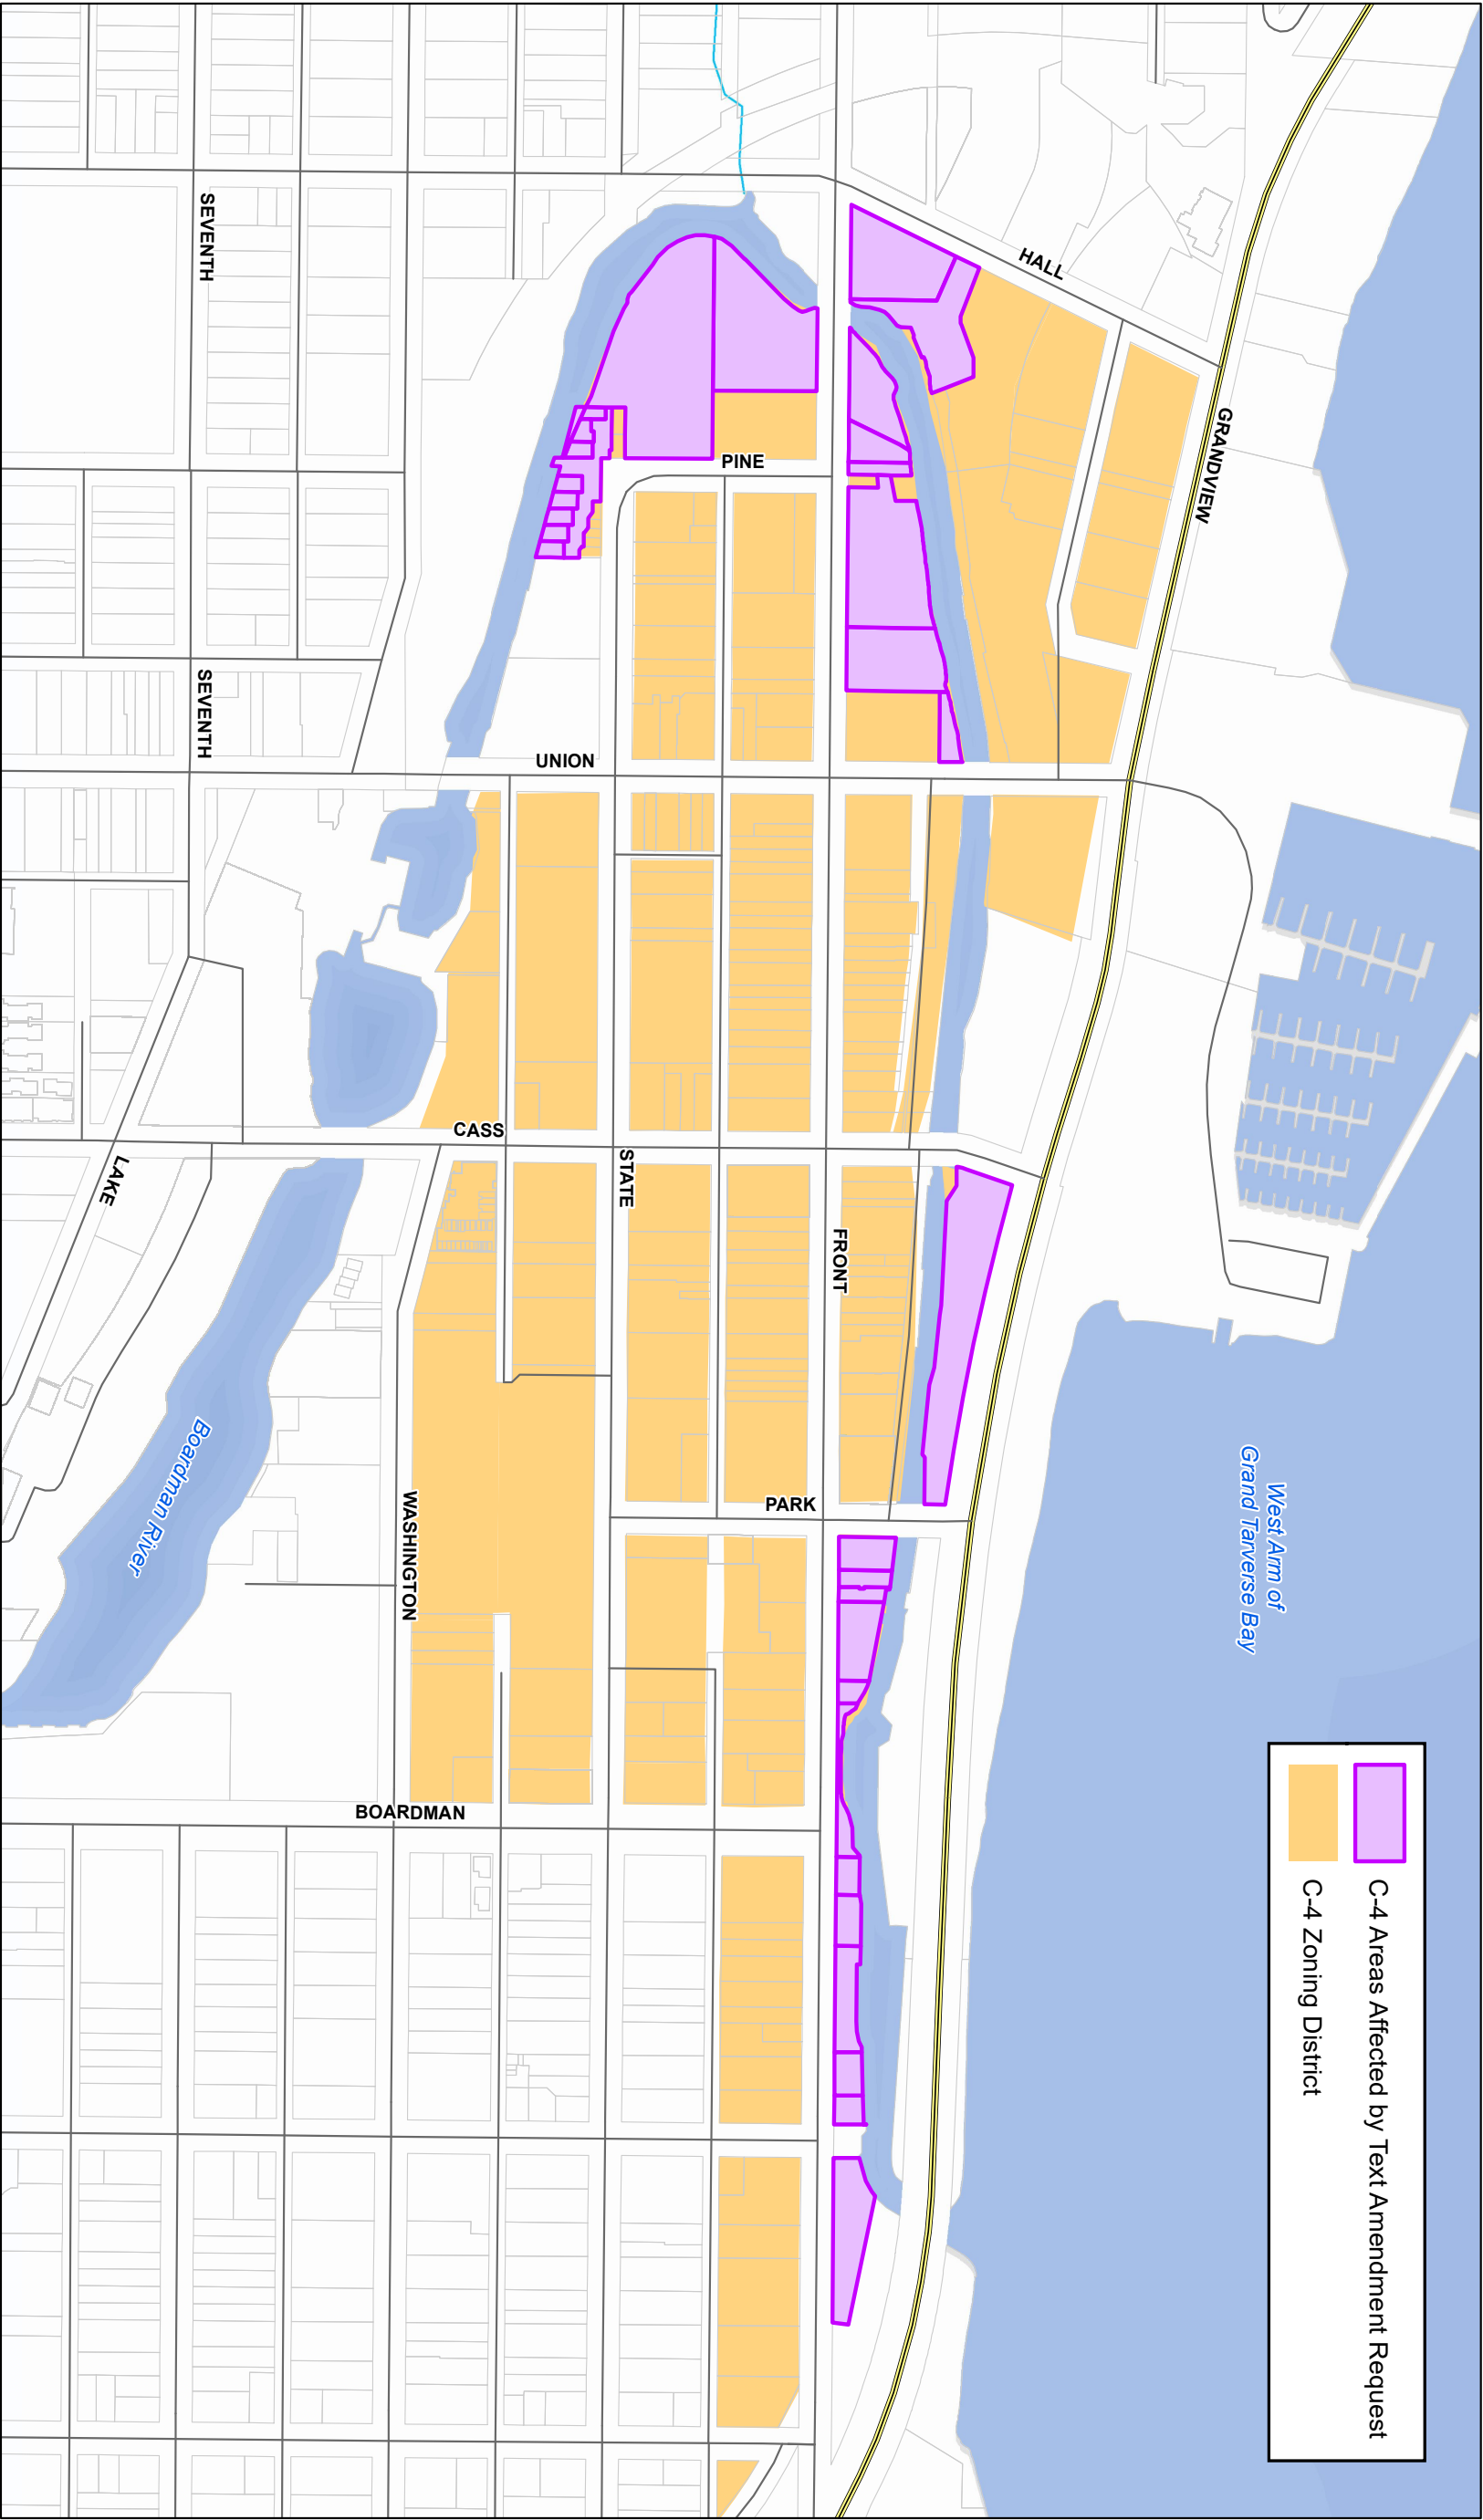 SEVENTH
HALL
GRANDVIEW
PINE
SEVENTH
UNION
CASS
LAKE
STATE
FRONT
Boardman River
WASHINGTON
PARK
West Arm of
Grand Tarverse Bay
BOARDMAN
C-4 Areas Affected by Text Amendment Request
C-4 Zoning District